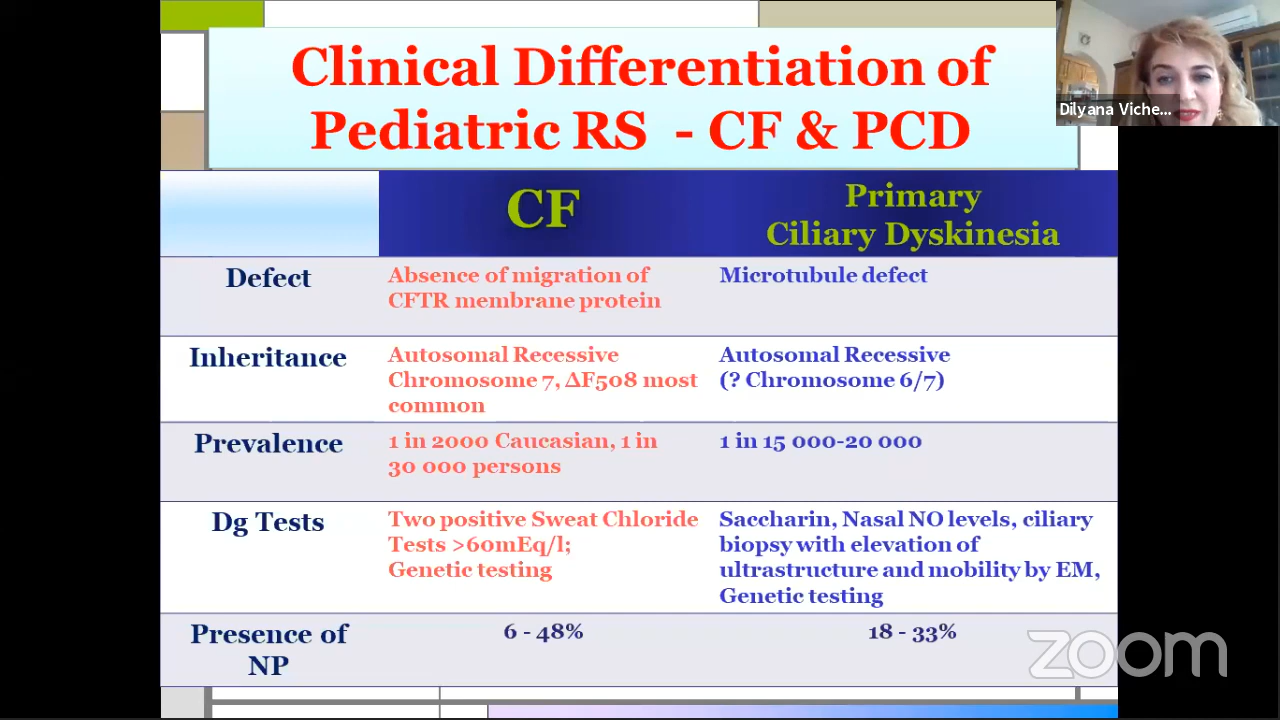 Clinical Differentiation of
Pediatric RS - CF & PCD
Dilyana Viche...
CF
Primary
Ciliary Dyskinesia
Defect
Absence of migration of
CFTR membrane protein
Microtubule defect
Inheritance
Autosomal Recessive
Chromosome 7, ΔF508 most
common
Autosomal Recessive
(? Chromosome 6/7)
Prevalence
1 in 2000 Caucasian, 1 in
30 000 persons
1 in 15 000-20 000
Dg Tests
Two positive Sweat Chloride
Tests >60mEq/l;
Genetic testing
Saccharin, Nasal NO levels, ciliary
biopsy with elevation of
ultrastructure and mobility by EM,
Genetic testing
Presence of
NP
6 - 48%
18 - 33%
zoom